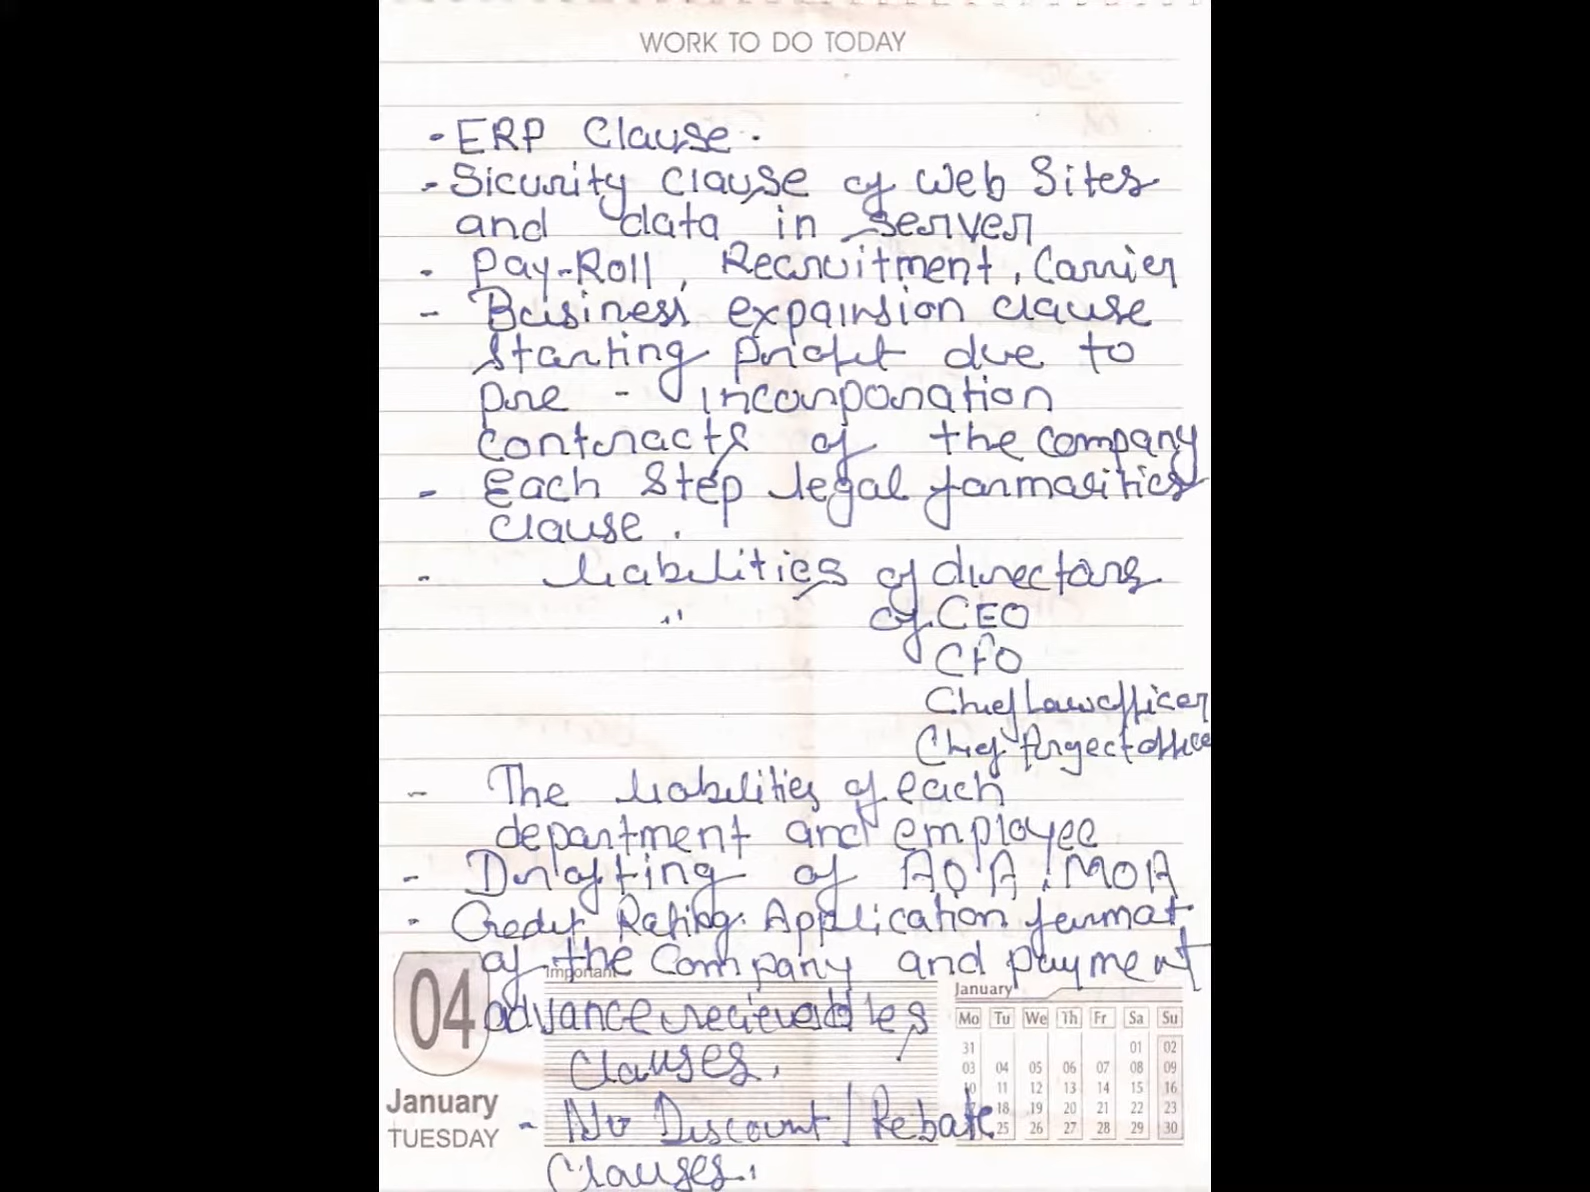 WORK TO DO TODAY
- ERP Clause.
- Sicurity clause of Web Sites
and data in server
- Pay-Roll, Recruitment, Carrier
- Business expansion clause
starting profit due to
pre - incorporation
contracts of the company
- Each Step legal formalities
clause.
- liabilities of directors
" of CEO
CFO
Chief Law officer
Chief Project office
- The liabilities of each
department and employee
- Drafting of AOA, MOA
- Credit Rating. Application format
of the Company and payment
Important
advance recievables
clauses.
- No Discount / Rebate
Clauses.
04
January
TUESDAY
January
Mo Tu We Th Fr Sa Su
31 01 02
03 04 05 06 07 08 09
10 11 12 13 14 15 16
18 19 20 21 22 23
25 26 27 28 29 30